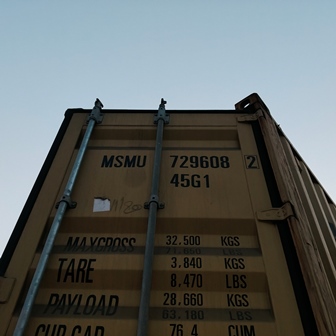 MSMU 729608 2
45G1
MAXGROSS 32.500 KGS
TARE 3.840 KGS
8.470 LBS
PAYLOAD 28.660 KGS
63.180 LBS
CUB.CAP. 76.4 CUM